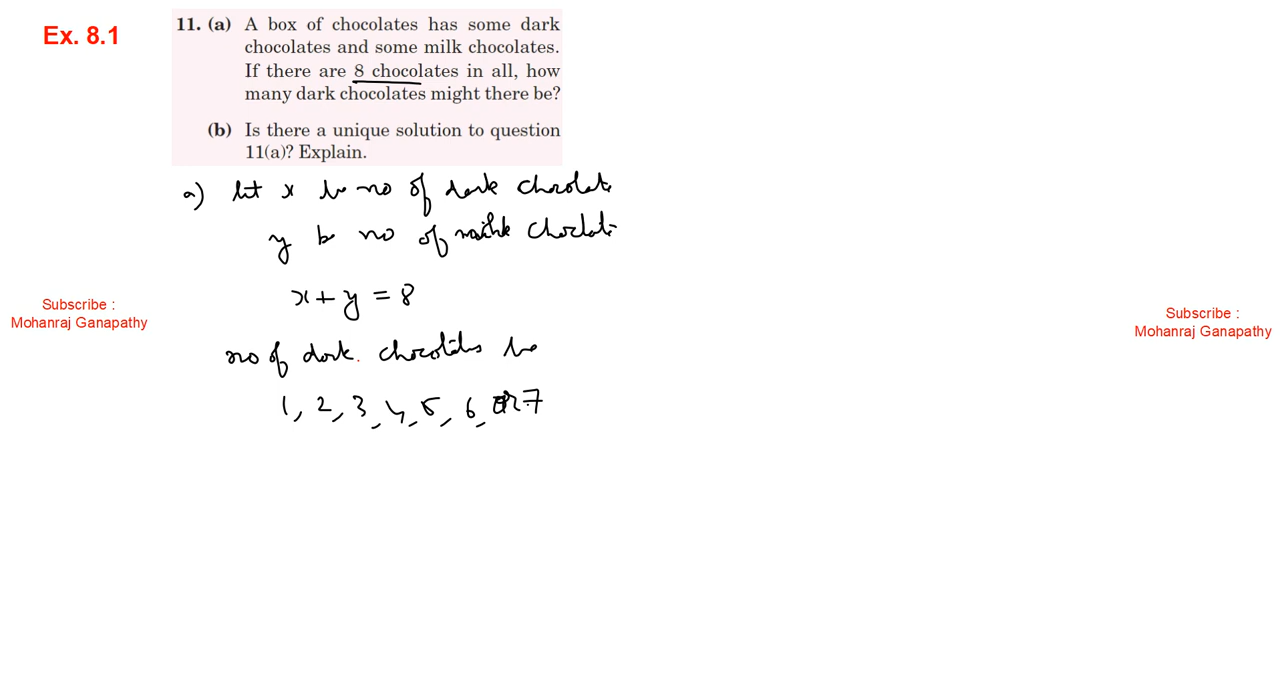 Ex. 8.1
11. (a) A box of chocolates has some dark
chocolates and some milk chocolates.
If there are 8 chocolates in all, how
many dark chocolates might there be?
(b) Is there a unique solution to question
11(a)? Explain.
a) let x be no of dark chocolate
y be no of milk choclate
x + y = 8
no of dark chocolates be
1, 2, 3, 4, 5, 6, or 7
Subscribe :
Mohanraj Ganapathy
Subscribe :
Mohanraj Ganapathy